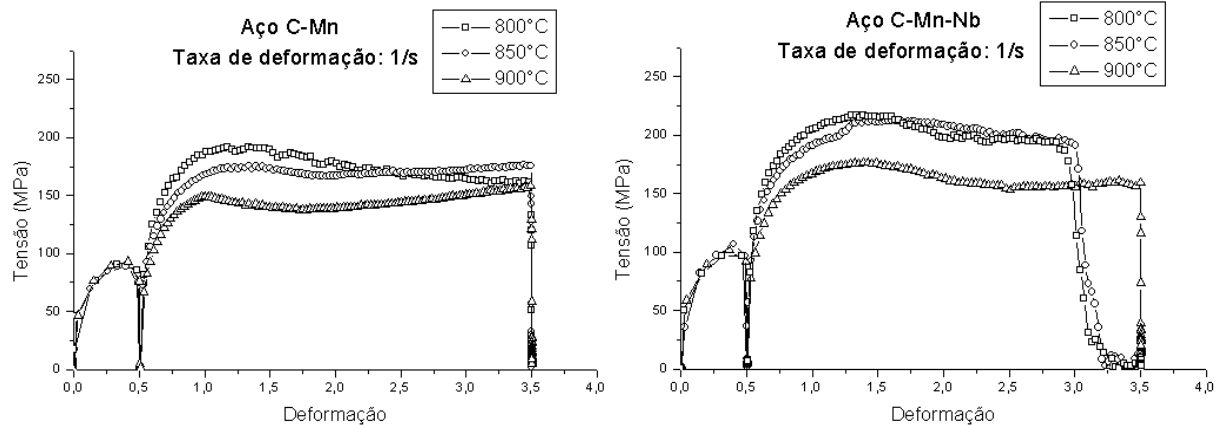 Aço C-Mn
Taxa de deformação: 1/s
800°C
850°C
900°C
Tensão (MPa)
250
200
150
100
50
0
0,0 0,5 1,0 1,5 2,0 2,5 3,0 3,5 4,0
Deformação
Aço C-Mn-Nb
Taxa de deformação: 1/s
800°C
850°C
900°C
Tensão (MPa)
250
200
150
100
50
0
0,0 0,5 1,0 1,5 2,0 2,5 3,0 3,5 4,0
Deformação